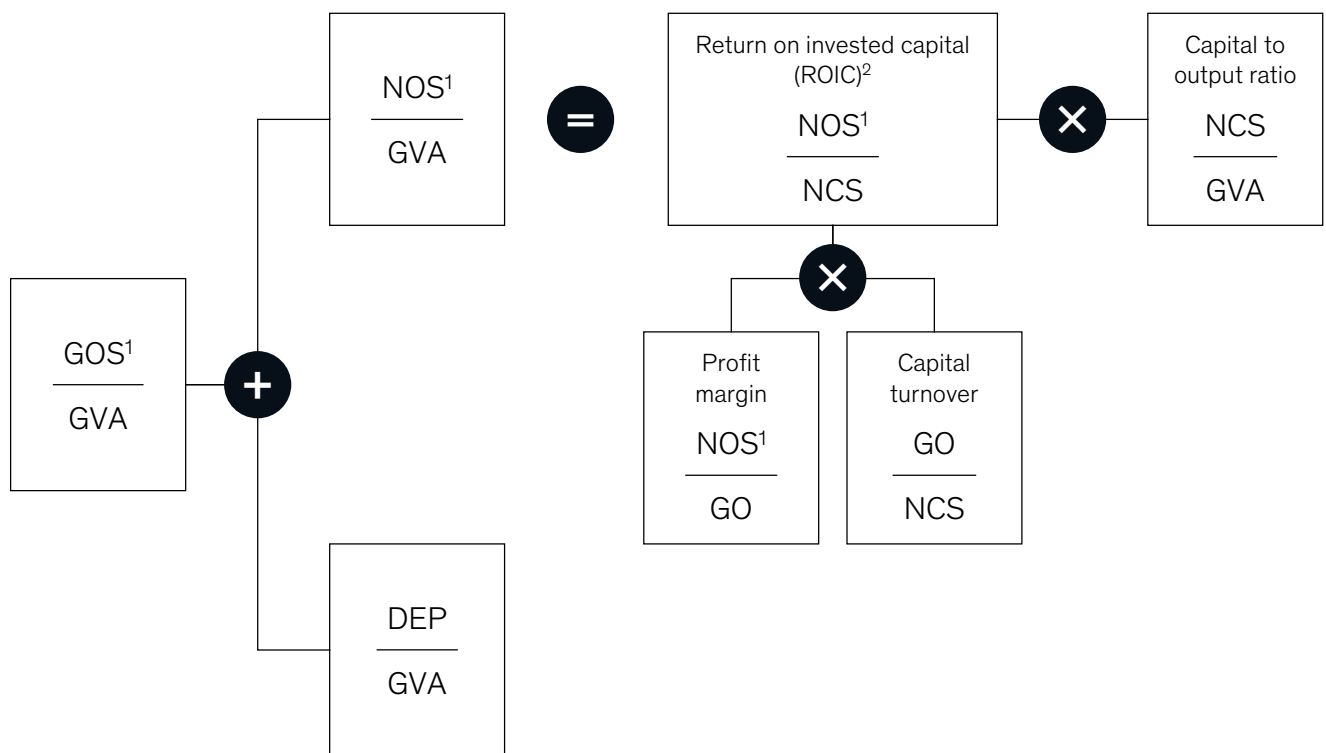 NOS¹
GVA
=
Return on invested capital
(ROIC)²
NOS¹
NCS
×
Capital to
output ratio
NCS
GVA
GOS¹
GVA
+
×
Profit
margin
NOS¹
GO
Capital
turnover
GO
NCS
DEP
GVA